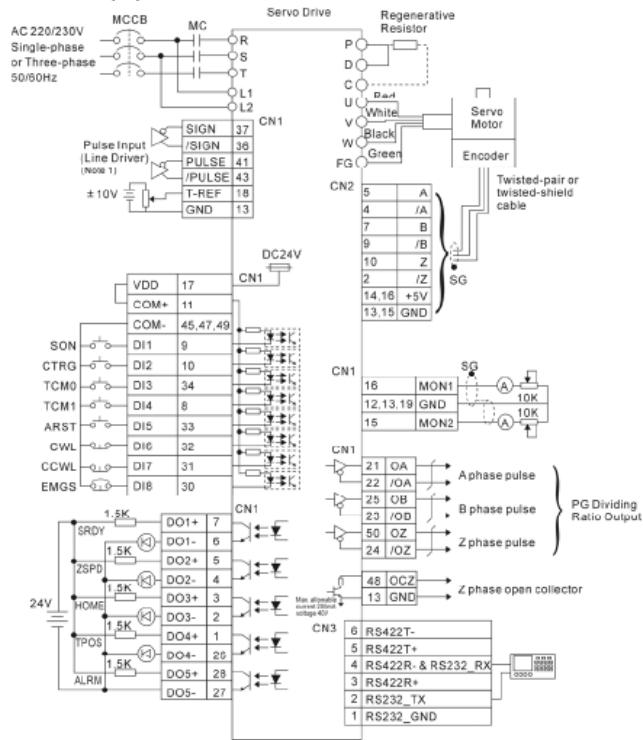 Servo Drive
Regenerative
Resistor
MCCB
MC
AC 220/230V
Single-phase
or Three-phase
50/60Hz
R
S
T
L1
L2
P
D
C
U
V
W
FG
Red
White
Black
Green
Servo
Motor
Encoder
Twisted-pair or
twisted-shield
cable
CN1
Pulse Input
(Line Driver)
(Note 1)
±10V
SIGN 37
/SIGN 36
PULSE 41
/PULSE 43
T-REF 18
GND 13
CN2
5 A
4 /A
7 B
9 /B
10 Z
2 /Z
14,16 +5V
13,15 GND
SG
DC24V
CN1
VDD 17
COM+ 11
COM- 45,47,49
SON DI1 9
CTRG DI2 10
TCM0 DI3 34
TCM1 DI4 8
ARST DI5 33
CWL DI6 32
CCWL DI7 31
EMGS DI8 30
CN1
SG
16 MON1
12,13,19 GND
15 MON2
A
10K
A
10K
CN1
21 OA
22 /OA
25 OB
23 /OB
50 OZ
24 /OZ
A phase pulse
B phase pulse
Z phase pulse
PG Dividing
Ratio Output
48 OCZ
13 GND
Z phase open collector
Max. allowable
current 200mA
voltage 40V
CN1
24V
1.5K
SRDY
1.5K
ZSPD
1.5K
HOME
1.5K
TPOS
1.5K
ALRM
DO1+ 7
DO1- 6
DO2+ 5
DO2- 4
DO3+ 3
DO3- 2
DO4+ 1
DO4- 26
DO5+ 28
DO5- 27
CN3
6 RS422T-
5 RS422T+
4 RS422R- & RS232_RX
3 RS422R+
2 RS232_TX
1 RS232_GND